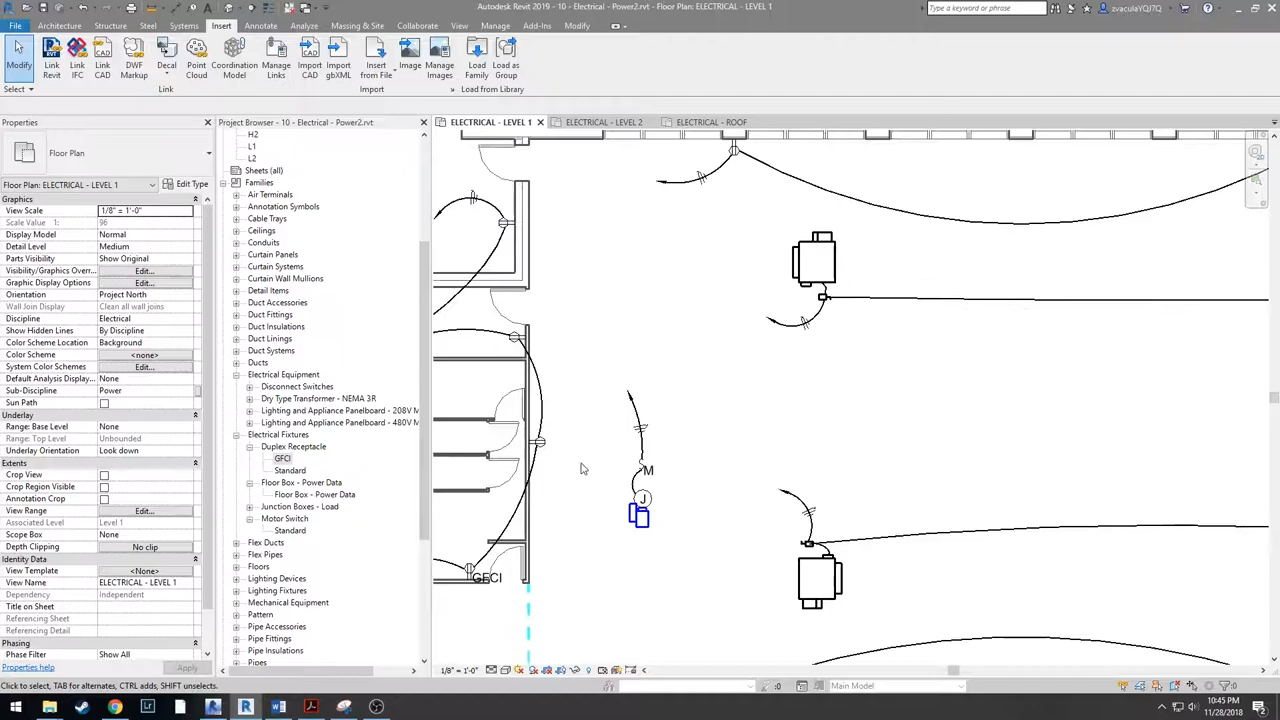 Autodesk Revit 2019 - 10 - Electrical - Power2.rvt - Floor Plan: ELECTRICAL - LEVEL 1
Type a keyword or phrase
zvaculaYQJ7Q
File Architecture Structure Steel Systems Insert Annotate Analyze Massing & Site Collaborate View Manage Add-Ins Modify
Modify
Link Revit
Link IFC
Link CAD
DWF Markup
Decal
Point Cloud
Coordination Model
Manage Links
Import CAD
Import gbXML
Insert from File
Image
Manage Images
Load Family
Load as Group
Select
Link
Import
Load from Library
Properties
Floor Plan
Floor Plan: ELECTRICAL - LEVEL 1
Edit Type
Graphics
View Scale 1/8" = 1'-0"
Scale Value 1: 96
Display Model Normal
Detail Level Medium
Parts Visibility Show Original
Visibility/Graphics Overr... Edit...
Graphic Display Options Edit...
Orientation Project North
Wall Join Display Clean all wall joins
Discipline Electrical
Show Hidden Lines By Discipline
Color Scheme Location Background
Color Scheme <none>
System Color Schemes Edit...
Default Analysis Display... None
Sub-Discipline Power
Sun Path
Underlay
Range: Base Level None
Range: Top Level Unbounded
Underlay Orientation Look down
Extents
Crop View
Crop Region Visible
Annotation Crop
View Range Edit...
Associated Level Level 1
Scope Box None
Depth Clipping No clip
Identity Data
View Template <None>
View Name ELECTRICAL - LEVEL 1
Dependency Independent
Title on Sheet
Referencing Sheet
Referencing Detail
Phasing
Phase Filter Show All
Properties help
Apply
Project Browser - 10 - Electrical - Power2.rvt
H2
L1
L2
Sheets (all)
Families
Air Terminals
Annotation Symbols
Cable Trays
Ceilings
Conduits
Curtain Panels
Curtain Systems
Curtain Wall Mullions
Detail Items
Duct Accessories
Duct Fittings
Duct Insulations
Duct Linings
Duct Systems
Ducts
Electrical Equipment
Disconnect Switches
Dry Type Transformer - NEMA 3R
Lighting and Appliance Panelboard - 208V M
Lighting and Appliance Panelboard - 480V M
Electrical Fixtures
Duplex Receptacle
GFCI
Standard
Floor Box - Power Data
Floor Box - Power Data
Junction Boxes - Load
Motor Switch
Standard
Flex Ducts
Flex Pipes
Floors
Lighting Devices
Lighting Fixtures
Mechanical Equipment
Pattern
Pipe Accessories
Pipe Fittings
Pipe Insulations
Pipes
ELECTRICAL - LEVEL 1
ELECTRICAL - LEVEL 2
ELECTRICAL - ROOF
M
J
GFCI
1/8" = 1'-0"
Click to select, TAB for alternates, CTRL adds, SHIFT unselects.
:0
Main Model
:0
10:45 PM
11/28/2018